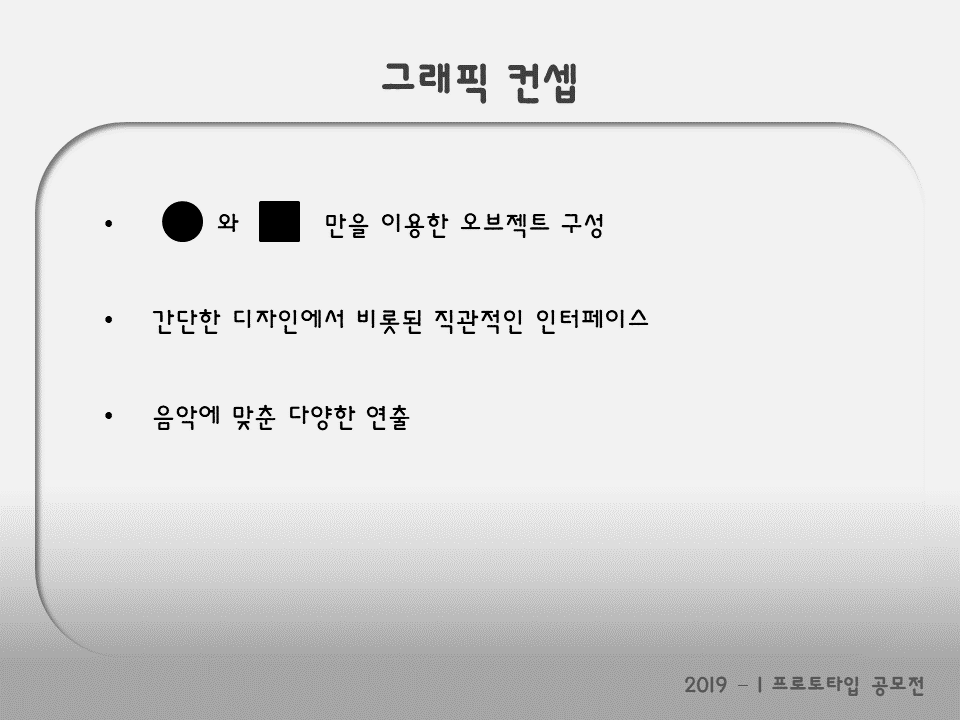 그래픽 컨셉
• ●와 ■ 만을 이용한 오브젝트 구성
• 간단한 디자인에서 비롯된 직관적인 인터페이스
• 음악에 맞춘 다양한 연출
2019 - 1 프로토타입 공모전